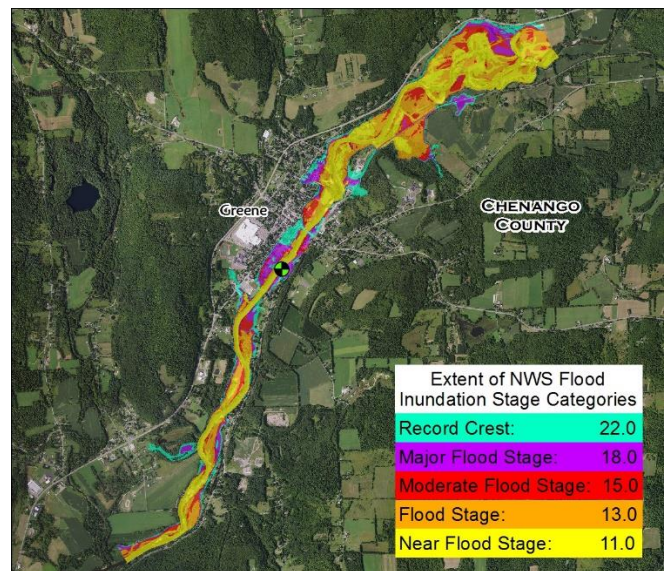 Greene
CHENANGO
COUNTY
Extent of NWS Flood
Inundation Stage Categories
Record Crest: 22.0
Major Flood Stage: 18.0
Moderate Flood Stage: 15.0
Flood Stage: 13.0
Near Flood Stage: 11.0